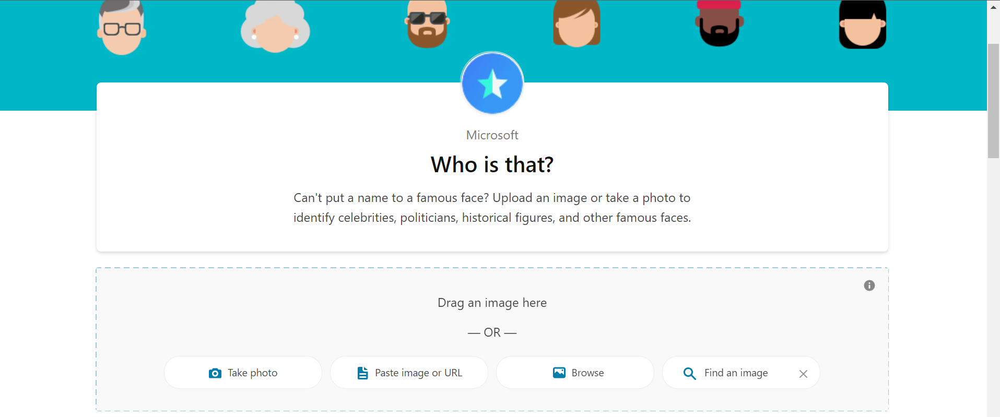 Microsoft
Who is that?
Can't put a name to a famous face? Upload an image or take a photo to
identify celebrities, politicians, historical figures, and other famous faces.
Drag an image here
— OR —
Take photo
Paste image or URL
Browse
Find an image